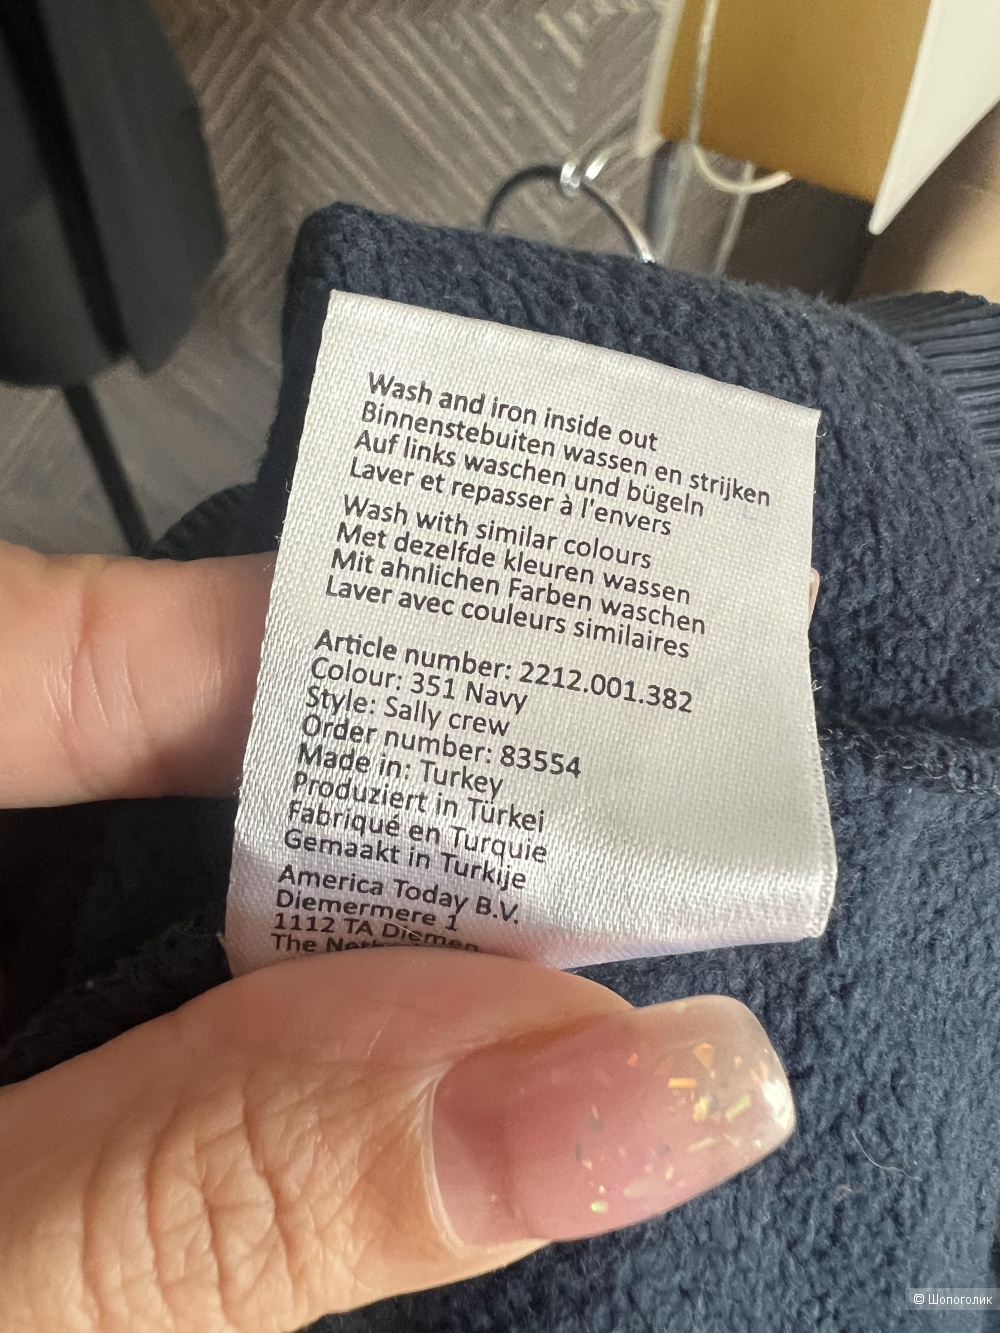 Wash and iron inside out
Binnenstebuiten wassen en strijken
Auf links waschen und bügeln
Laver et repasser à l'envers
Wash with similar colours
Met dezelfde kleuren wassen
Mit ahnlichen Farben waschen
Laver avec couleurs similaires
Article number: 2212.001.382
Colour: 351 Navy
Style: Sally crew
Order number: 83554
Made in: Turkey
Produziert in Türkei
Fabriqué en Turquie
Gemaakt in Turkije
America Today B.V.
Diemermere 1
1112 TA Diemen
The
© Шопоголик